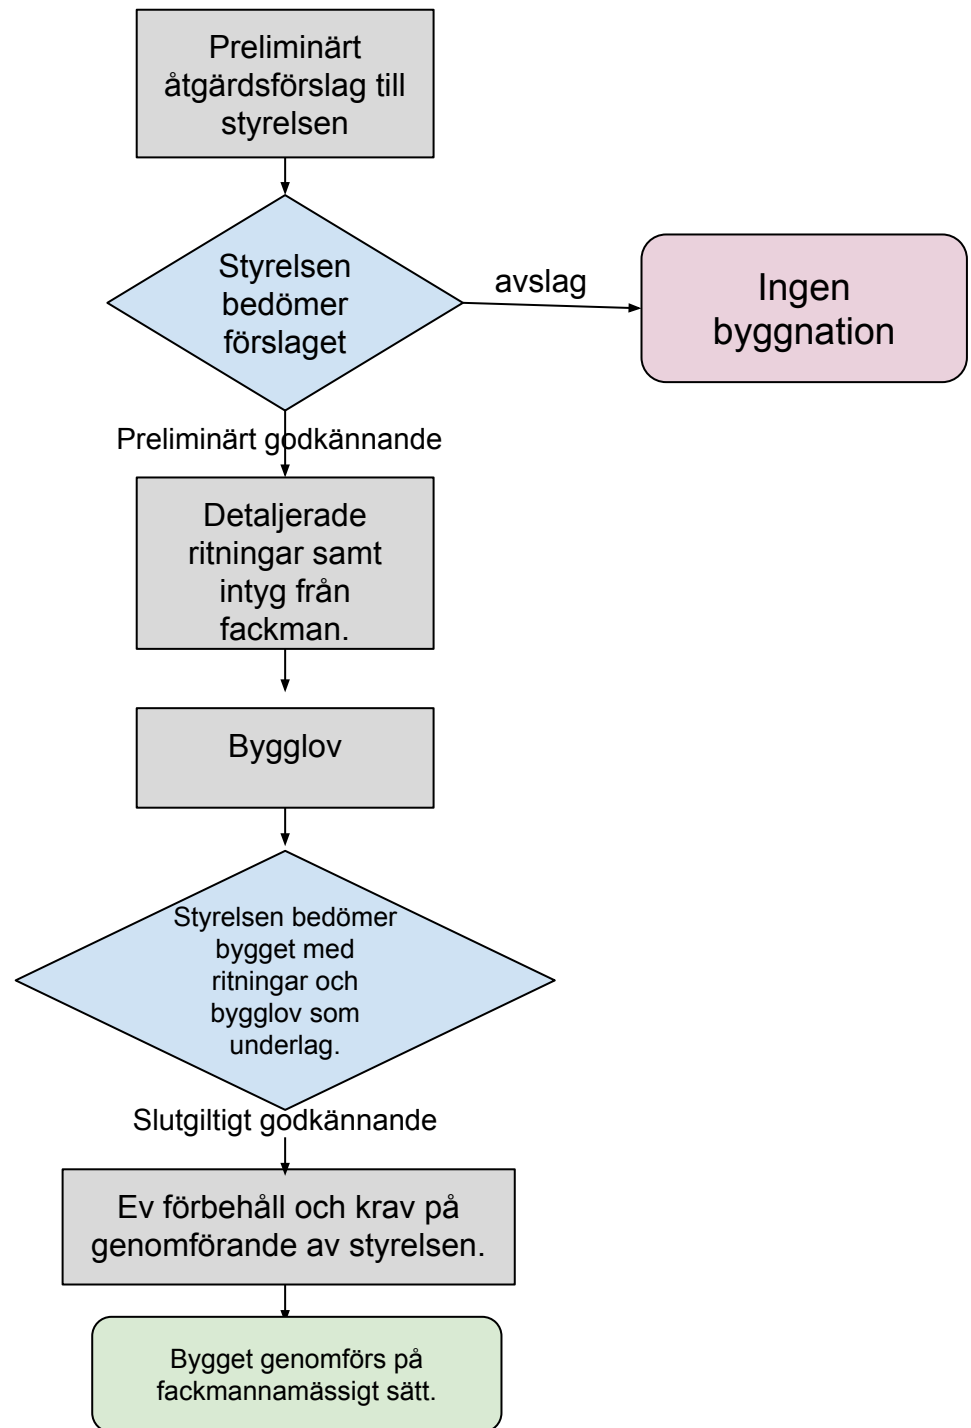 Preliminärt
åtgärdsförslag till
styrelsen
Styrelsen
bedömer
förslaget
avslag
Ingen
byggnation
Preliminärt godkännande
Detaljerade
ritningar samt
intyg från
fackman.
Bygglov
Styrelsen bedömer
bygget med
ritningar och
bygglov som
underlag.
Slutgiltigt godkännande
Ev förbehåll och krav på
genomförande av styrelsen.
Bygget genomförs på
fackmannamässigt sätt.